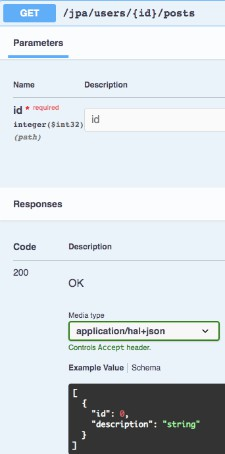 GET /jpa/users/{id}/posts
Parameters
Name Description
id * required
integer($int32)
(path)
id
Responses
Code Description
200
OK
Media type
application/hal+json
Controls Accept header.
Example Value Schema
[
{
"id": 0,
"description": "string"
}
]